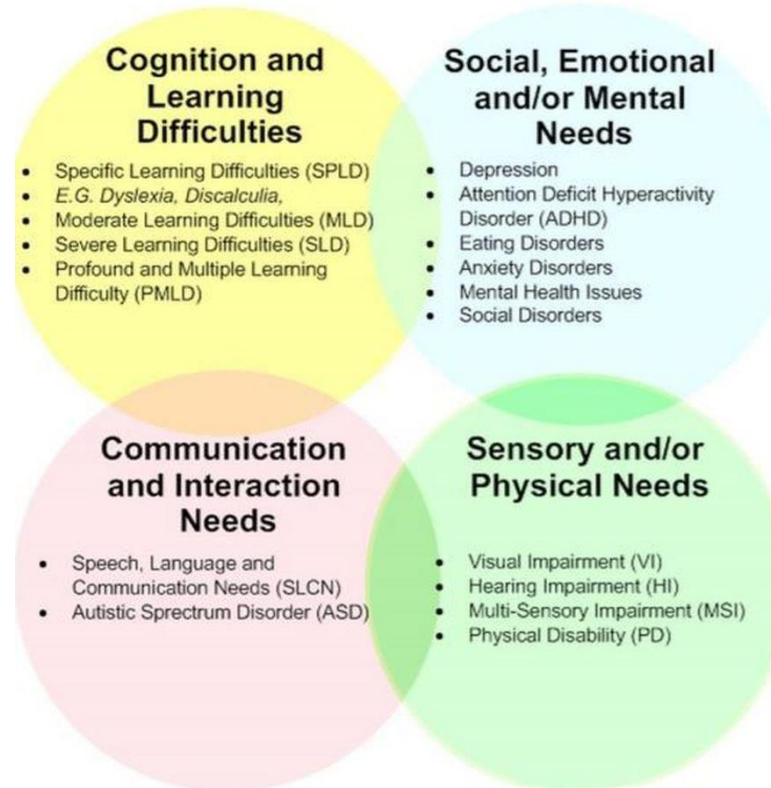 Cognition and
Learning
Difficulties
• Specific Learning Difficulties (SPLD)
• E.G. Dyslexia, Discalculia,
• Moderate Learning Difficulties (MLD)
• Severe Learning Difficulties (SLD)
• Profound and Multiple Learning
Difficulty (PMLD)
Social, Emotional
and/or Mental
Needs
• Depression
• Attention Deficit Hyperactivity
Disorder (ADHD)
• Eating Disorders
• Anxiety Disorders
• Mental Health Issues
• Social Disorders
Communication
and Interaction
Needs
• Speech, Language and
Communication Needs (SLCN)
• Autistic Sprectrum Disorder (ASD)
Sensory and/or
Physical Needs
• Visual Impairment (VI)
• Hearing Impairment (HI)
• Multi-Sensory Impairment (MSI)
• Physical Disability (PD)